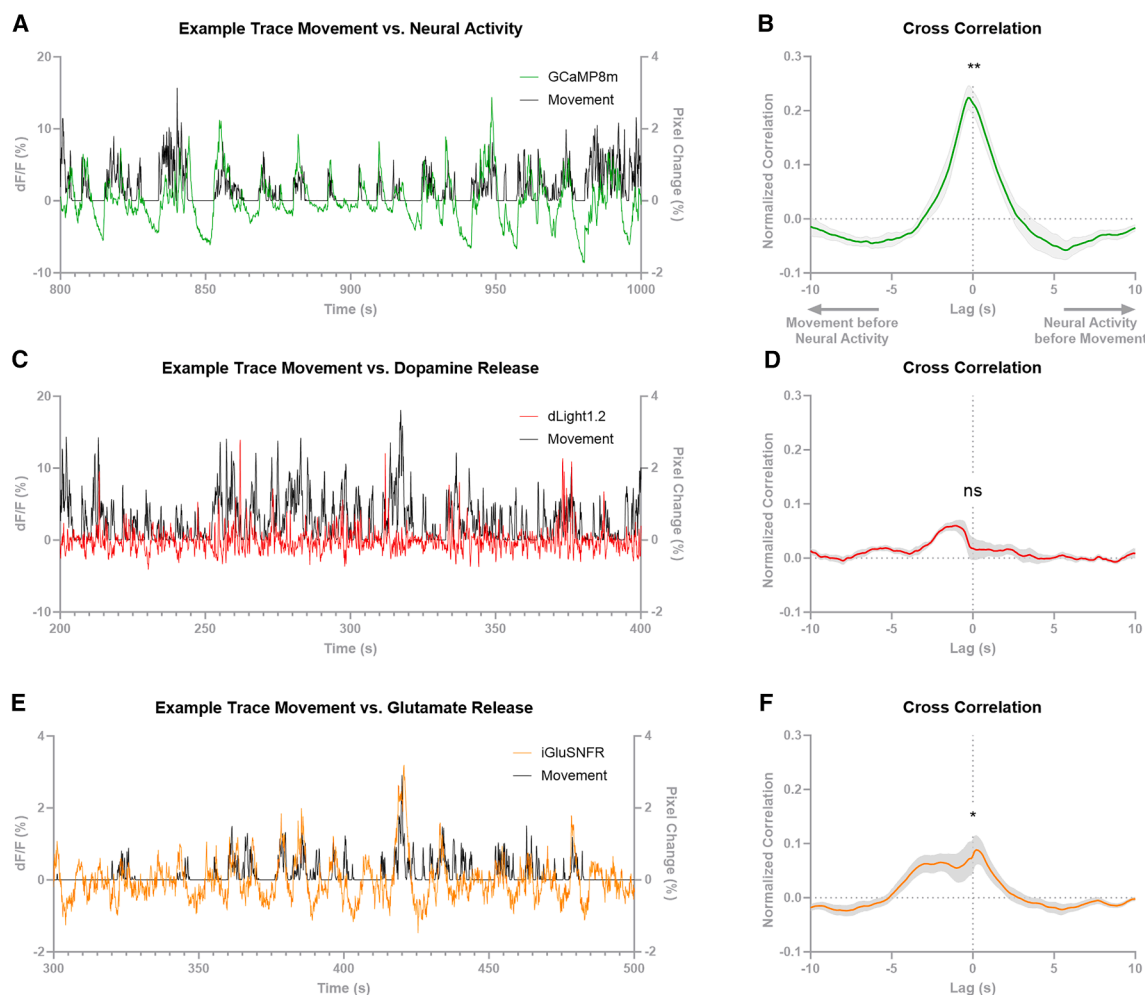 A
Example Trace Movement vs. Neural Activity
20
10
0
-10
dF/F (%)
4
2
0
-2
Pixel Change (%)
GCaMP8m
Movement
800
850
900
950
1000
Time (s)
B
Cross Correlation
**
0.3
0.2
0.1
0.0
-0.1
Normalized Correlation
-10
-5
0
5
10
Lag (s)
Movement before
Neural Activity
Neural Activity
before Movement
C
Example Trace Movement vs. Dopamine Release
20
10
0
-10
dF/F (%)
4
2
0
-2
Pixel Change (%)
dLight1.2
Movement
200
250
300
350
400
Time (s)
D
Cross Correlation
ns
0.3
0.2
0.1
0.0
-0.1
Normalized Correlation
-10
-5
0
5
10
Lag (s)
E
Example Trace Movement vs. Glutamate Release
4
2
0
-2
dF/F (%)
4
2
0
-2
Pixel Change (%)
iGluSNFR
Movement
300
350
400
450
500
Time (s)
F
Cross Correlation
*
0.3
0.2
0.1
0.0
-0.1
Normalized Correlation
-10
-5
0
5
10
Lag (s)